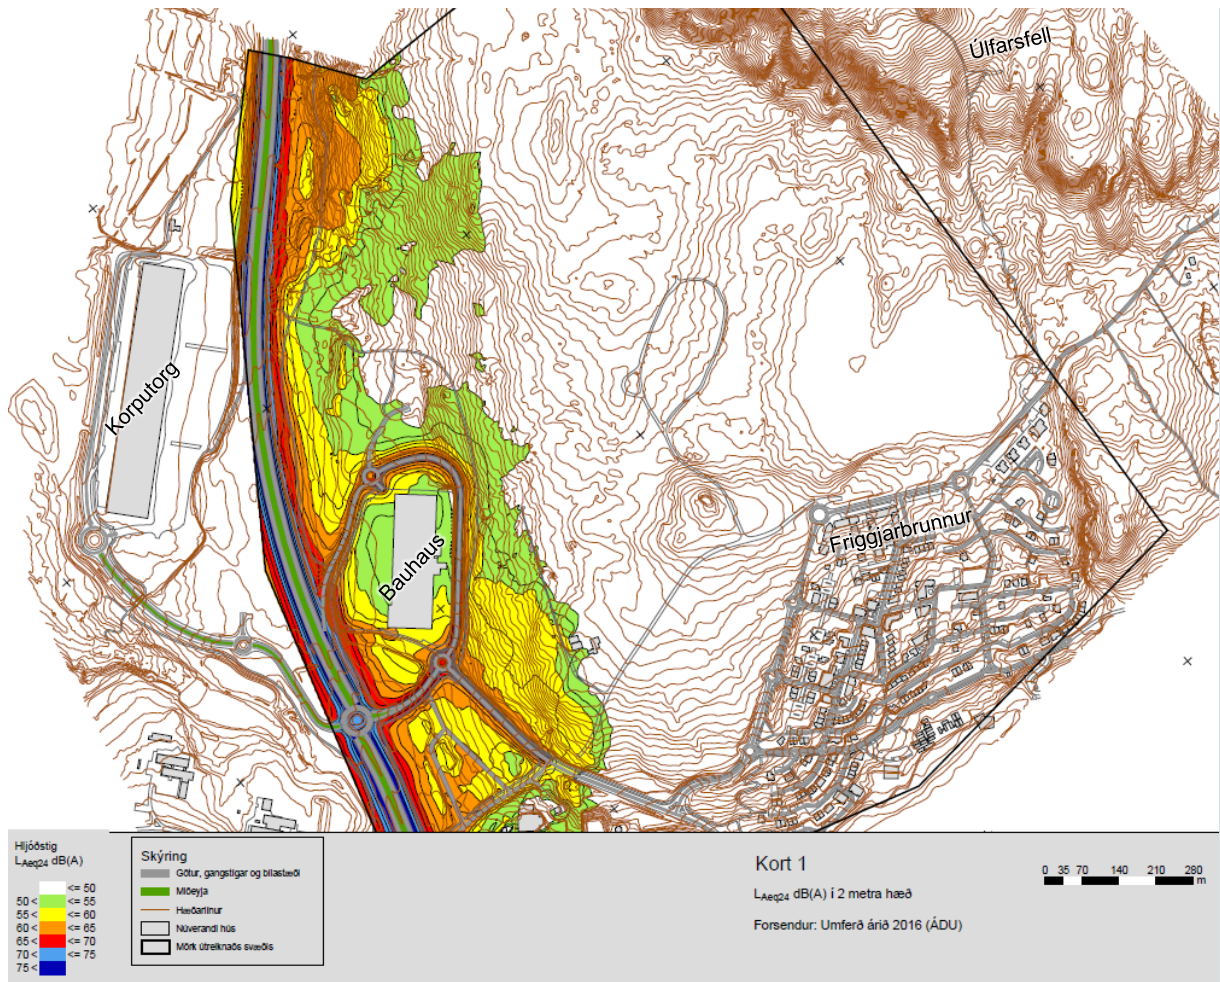 Úlfarsfell
Korputorg
Friggjarbrunnur
Bauhaus
Hljóðstig
LAeq24 dB(A)
<= 50
50 < <= 55
55 < <= 60
60 < <= 65
65 < <= 70
70 < <= 75
75 <
Skýring
Götur, gangstígar og bílastæði
Miðeyja
Hæðarlínur
Núverandi hús
Mörk útreiknaðs svæðis
Kort 1
LAeq24 dB(A) í 2 metra hæð
Forsendur: Umferð árið 2016 (ÁDU)
0 35 70 140 210 280
m